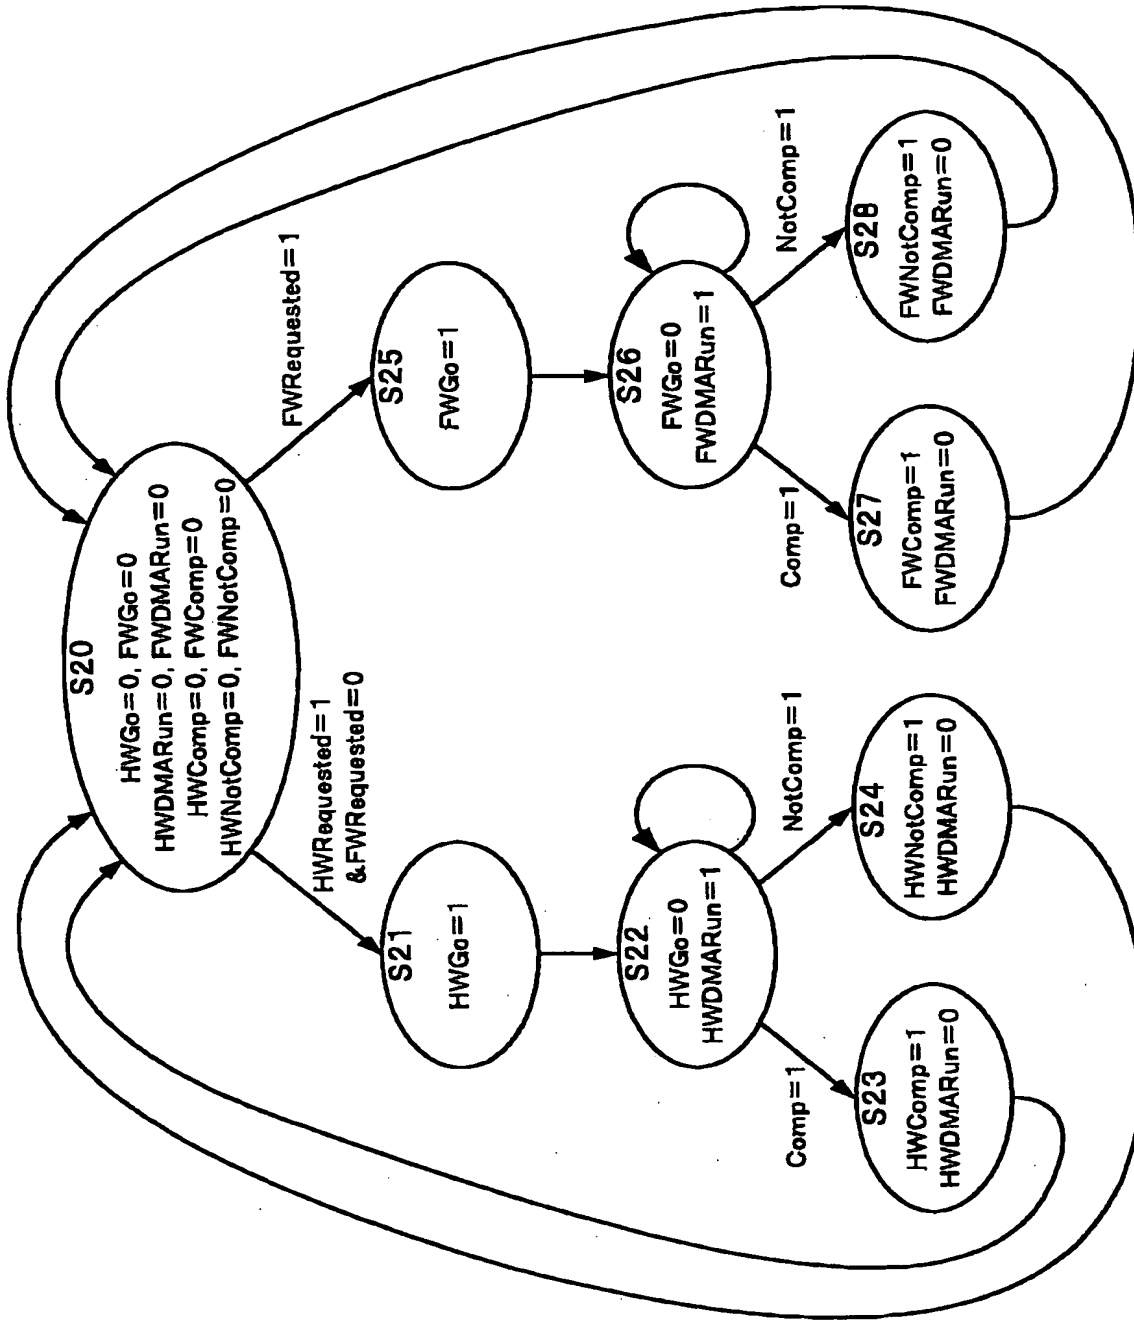 S20
HWGo=0, FWGo=0
HWDMARun=0, FWDMARun=0
HWComp=0, FWComp=0
HWNotComp=0, FWNotComp=0
HWRequested=1
&FWRequested=0
FWRequested=1
S21
HWGo=1
S25
FWGo=1
S22
HWGo=0
HWDMARun=1
S26
FWGo=0
FWDMARun=1
Comp=1
NotComp=1
Comp=1
NotComp=1
S23
HWComp=1
HWDMARun=0
S24
HWNotComp=1
HWDMARun=0
S27
FWComp=1
FWDMARun=0
S28
FWNotComp=1
FWDMARun=0